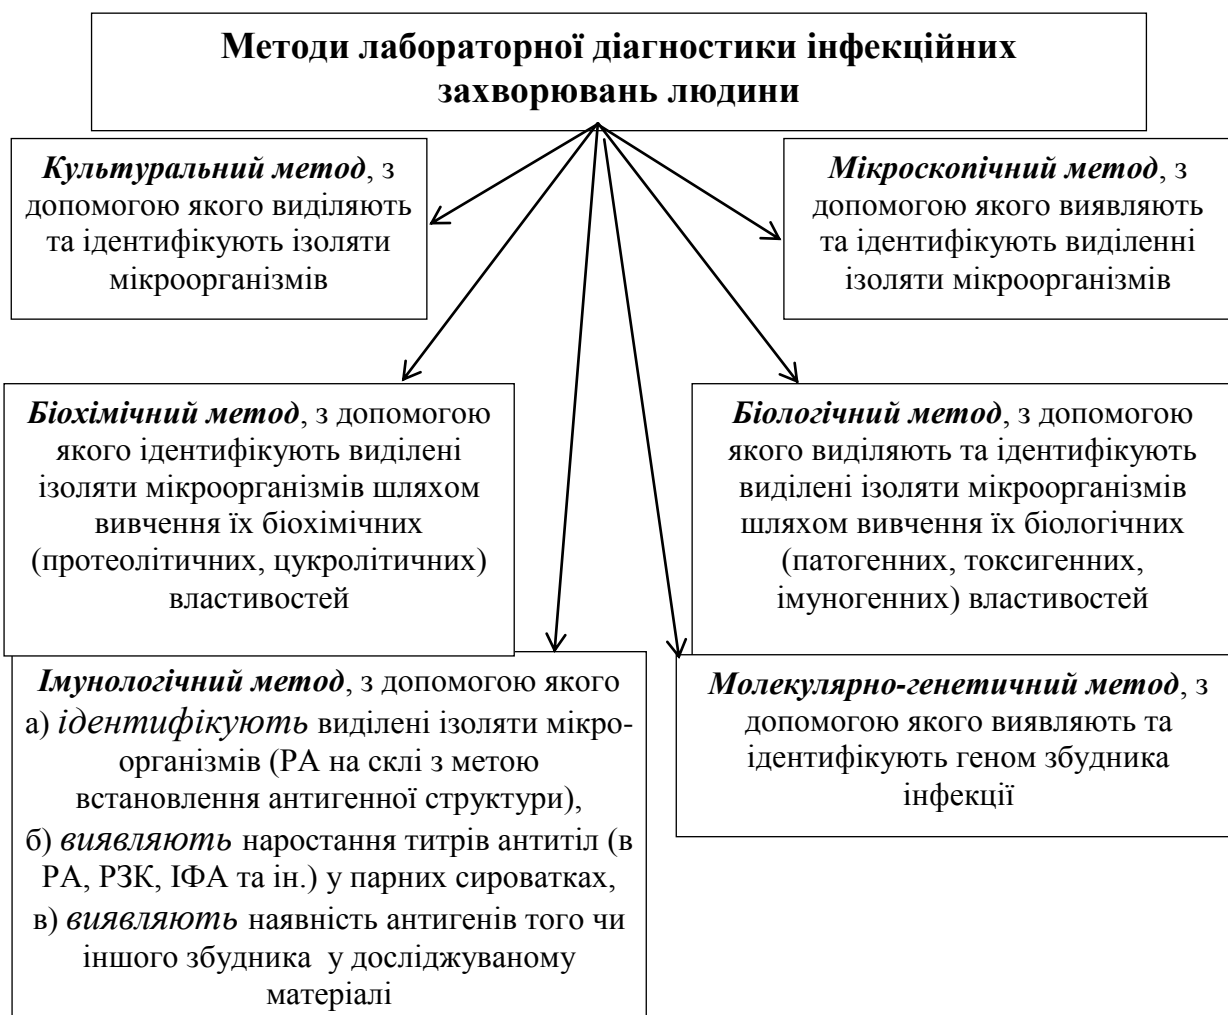 Методи лабораторної діагностики інфекційних
захворювань людини
Культуральний метод, з
допомогою якого виділяють
та ідентифікують ізоляти
мікроорганізмів
Мікроскопічний метод, з
допомогою якого виявляють
та ідентифікують виділенні
ізоляти мікроорганізмів
Біохімічний метод, з допомогою
якого ідентифікують виділені
ізоляти мікроорганізмів шляхом
вивчення їх біохімічних
(протеолітичних, цукролітичних)
властивостей
Біологічний метод, з допомогою
якого виділяють та ідентифікують
виділені ізоляти мікроорганізмів
шляхом вивчення їх біологічних
(патогенних, токсигенних,
імуногенних) властивостей
Імунологічний метод, з допомогою якого
а) ідентифікують виділені ізоляти мікро-
організмів (РА на склі з метою
встановлення антигенної структури),
б) виявляють наростання титрів антитіл (в
РА, РЗК, ІФА та ін.) у парних сироватках,
в) виявляють наявність антигенів того чи
іншого збудника у досліджуваному
матеріалі
Молекулярно-генетичний метод, з
допомогою якого виявляють та
ідентифікують геном збудника
інфекції